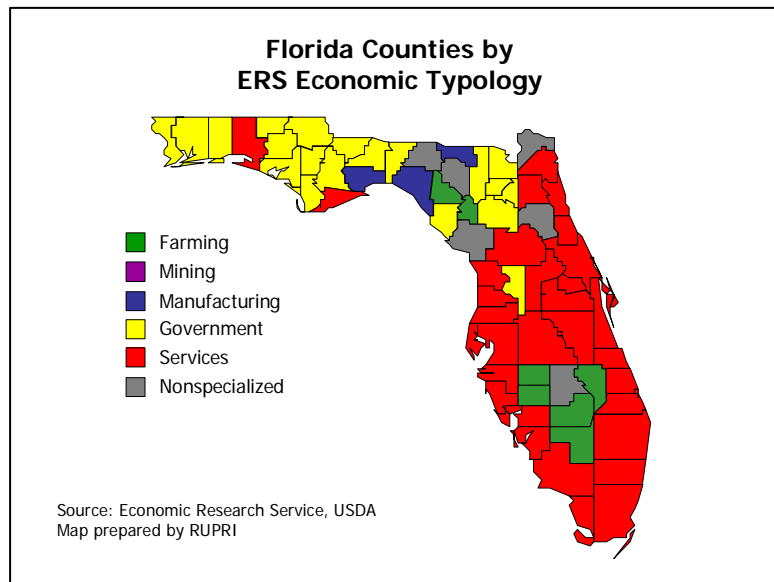 Florida Counties by
ERS Economic Typology
Farming
Mining
Manufacturing
Government
Services
Nonspecialized
Source: Economic Research Service, USDA
Map prepared by RUPRI